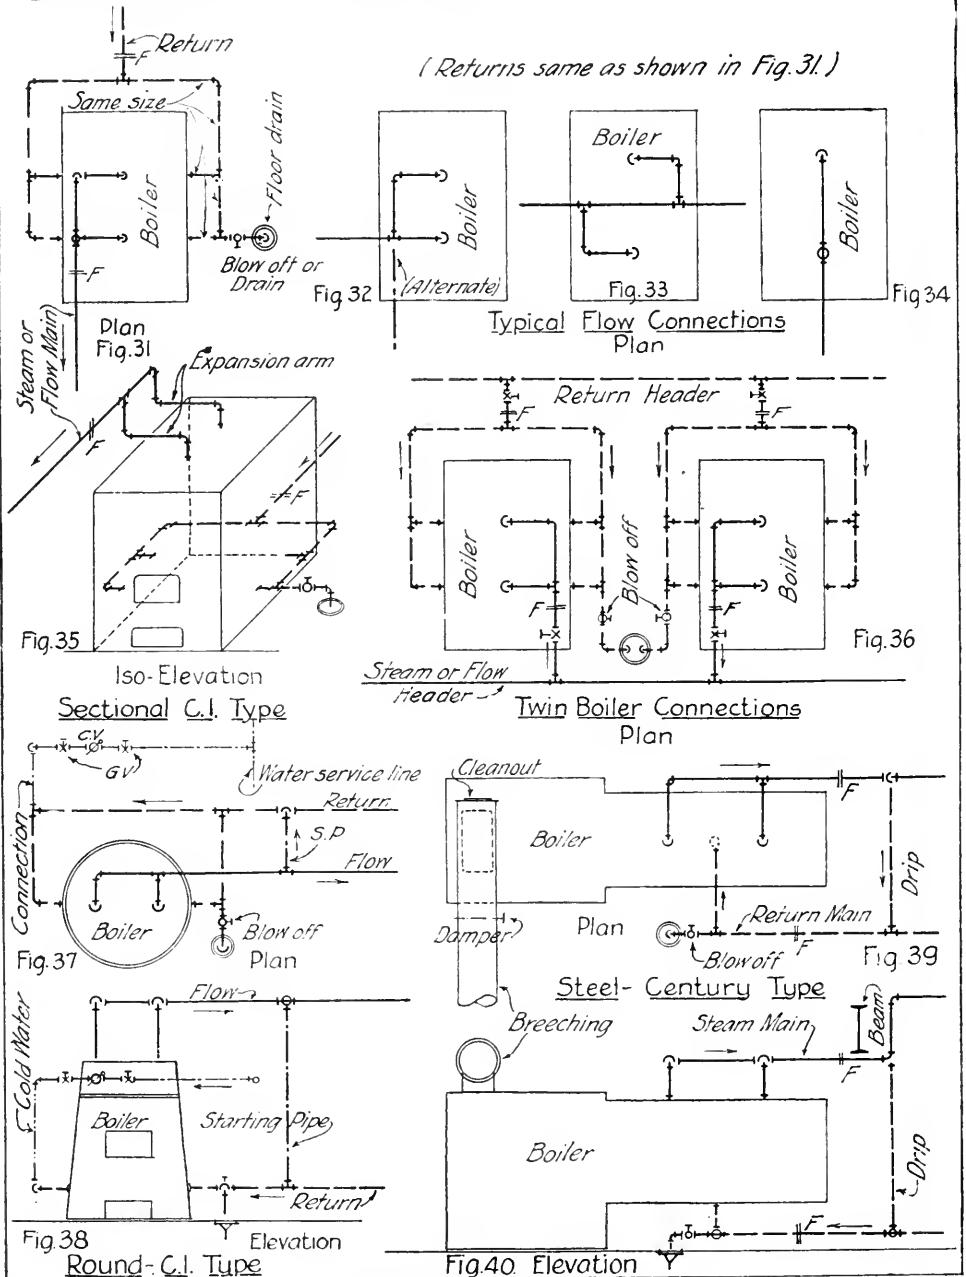 Return
F
(Returns same as shown in Fig.31.)
Same size
Floor drain
Boiler
Blow off or
Drain
F
Steam or
Flow Main
Plan
Fig.31
Boiler
(Alternate)
Fig 32
Boiler
Fig.33
Boiler
Fig 34
Typical Flow Connections
Plan
Expansion arm
F
F
Fig.35
Iso-Elevation
Sectional C.I. Type
Return Header
F
F
Boiler
Blow off
Boiler
F
F
Fig.36
Steam or Flow
Header
Twin Boiler Connections
Plan
C.V.
G V
Water service line
Return
Connection
S.P
Flow
Boiler
Blow off
Fig.37
Plan
Cleanout
Boiler
F
Drip
Damper
Plan
Return Main
F
Blow off
Fig.39
Steel-Century Type
Flow
Cold Water
Boiler
Starting Pipe
Return
Fig.38
Elevation
Round-C.I. Type
Breeching
Steam Main
Beam
F
Boiler
Drip
F
Fig.40. Elevation